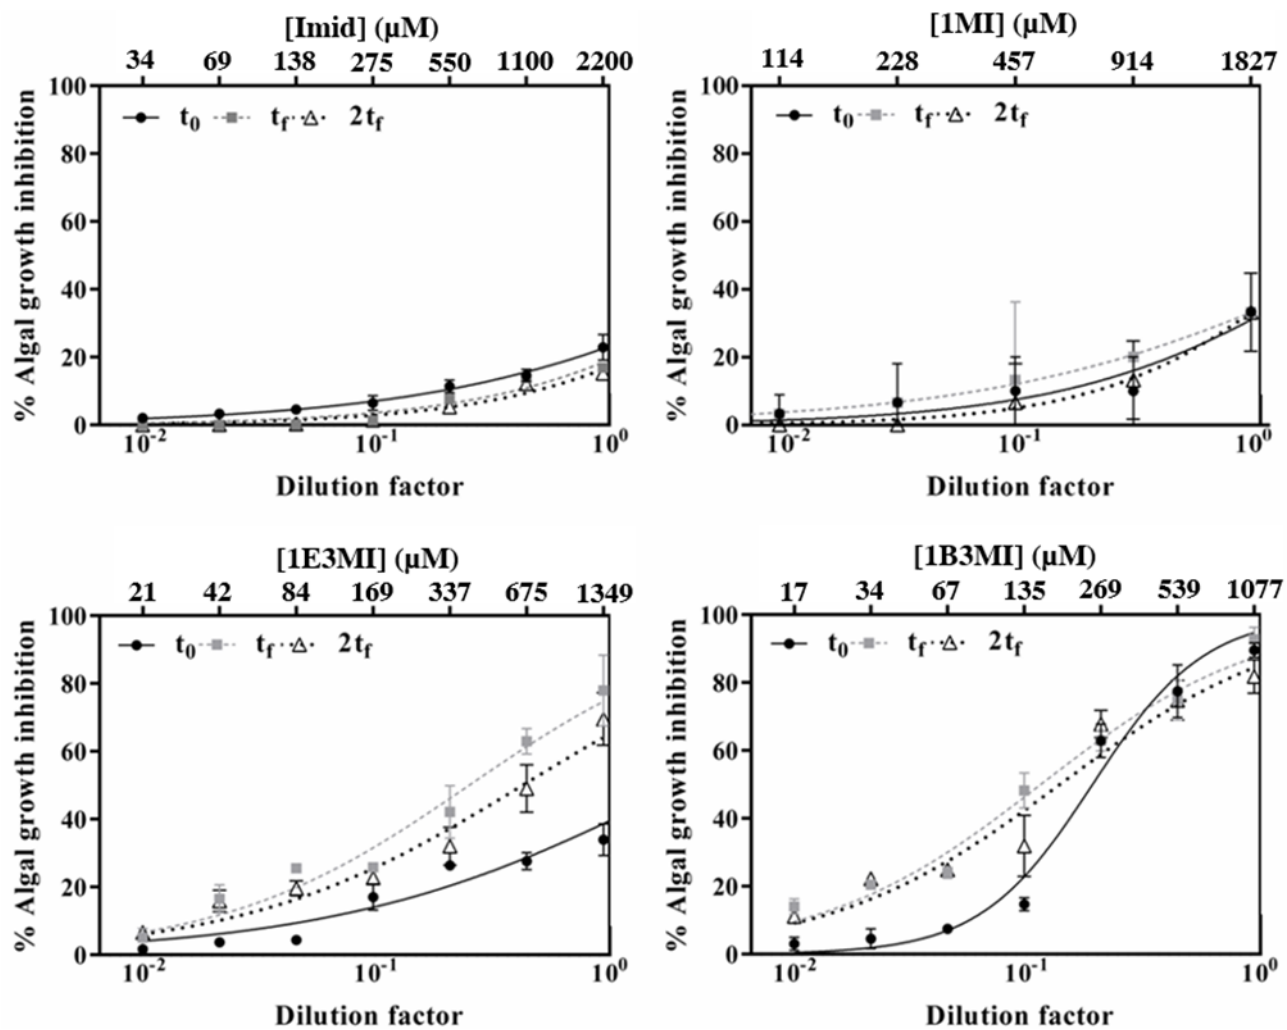 [Imid] (µM)
34 69 138 275 550 1100 2200
100
80
60
40
20
0
% Algal growth inhibition
t0 tf 2tf
10-2 10-1 100
Dilution factor
[1MI] (µM)
114 228 457 914 1827
100
80
60
40
20
0
% Algal growth inhibition
t0 tf 2tf
10-2 10-1 100
Dilution factor
[1E3MI] (µM)
21 42 84 169 337 675 1349
100
80
60
40
20
0
% Algal growth inhibition
t0 tf 2tf
10-2 10-1 100
Dilution factor
[1B3MI] (µM)
17 34 67 135 269 539 1077
100
80
60
40
20
0
% Algal growth inhibition
t0 tf 2tf
10-2 10-1 100
Dilution factor